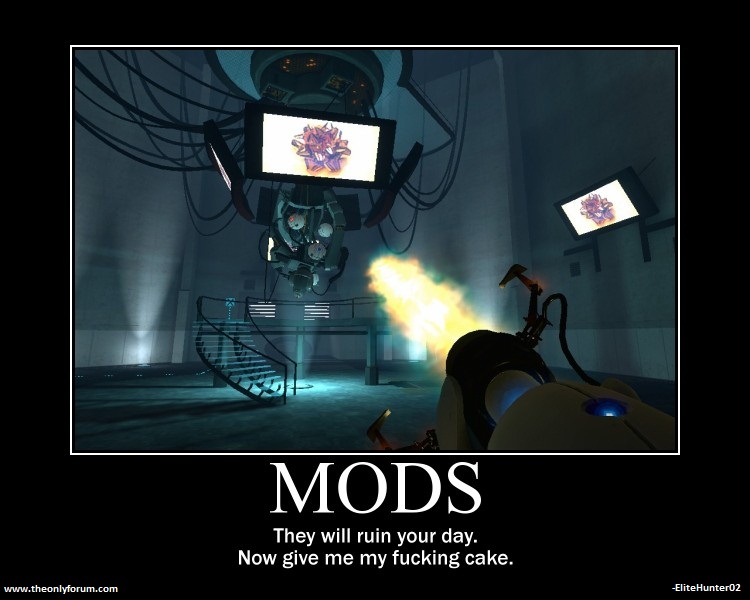 MODS
They will ruin your day.
Now give me my fucking cake.
www.theonlyforum.com
-EliteHunter02